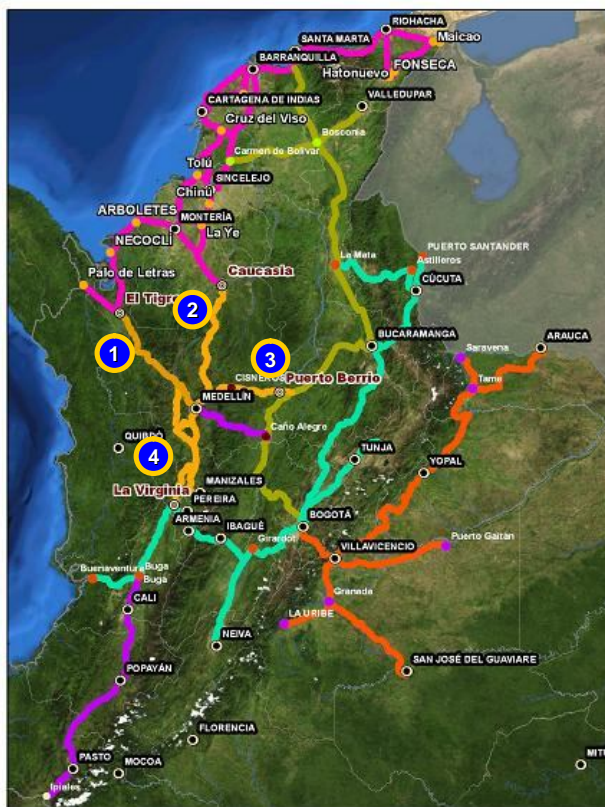 RIOHACHA
Maicao
SANTA MARTA
BARRANQUILLA
Hatonuevo
FONSECA
CARTAGENA DE INDIAS
VALLEDUPAR
Cruz del Viso
Bosconia
Carmen de Bolivar
Tolú
SINCELEJO
Chinú
ARBOLETES
MONTERÍA
La Ye
NECOCLÍ
PUERTO SANTANDER
La Mata
Astilleros
Palo de Letras
Caucasia
CÚCUTA
El Tigre
2
BUCARAMANGA
ARAUCA
1
3
Saravena
CISNEROS
Puerto Berrio
Tame
MEDELLÍN
Caño Alegre
QUIBDÓ
4
TUNJA
YOPAL
MANIZALES
La Virginia
PEREIRA
ARMENIA
IBAGUÉ
BOGOTÁ
Girardot
Puerto Gaitán
VILLAVICENCIO
Buenaventura
Buga
Buga
Granada
CALI
LA URIBE
NEIVA
SAN JOSÉ DEL GUAVIARE
POPAYÁN
FLORENCIA
PASTO
MOCOA
MITÚ
Ipiales